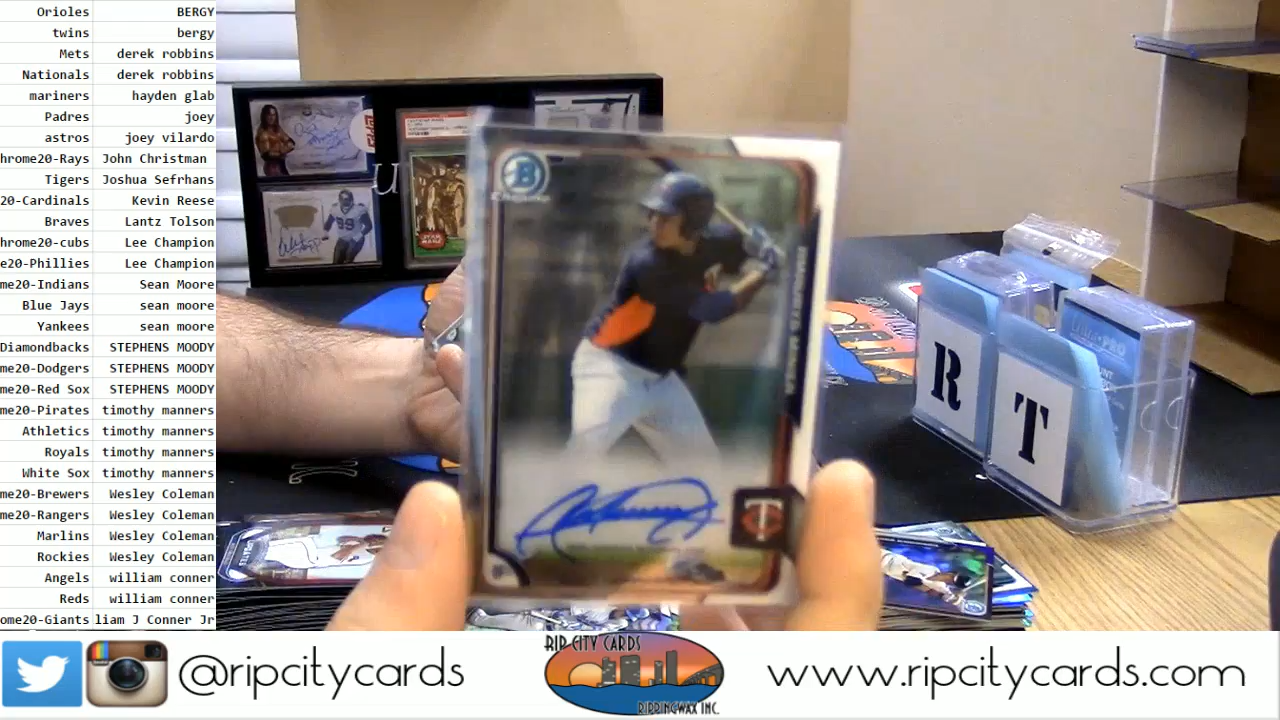 Orioles BERGY
twins bergy
Mets derek robbins
Nationals derek robbins
mariners hayden glab
Padres joey
astros joey vilardo
hrome20-Rays John Christman
Tigers Joshua Sefrhans
20-Cardinals Kevin Reese
Braves Lantz Tolson
hrome20-cubs Lee Champion
e20-Phillies Lee Champion
me20-Indians Sean Moore
Blue Jays sean moore
Yankees sean moore
Diamondbacks STEPHENS MOODY
me20-Dodgers STEPHENS MOODY
me20-Red Sox STEPHENS MOODY
me20-Pirates timothy manners
Athletics timothy manners
Royals timothy manners
White Sox timothy manners
me20-Brewers Wesley Coleman
me20-Rangers Wesley Coleman
Marlins Wesley Coleman
Rockies Wesley Coleman
Angels william conner
Reds william conner
ome20-Giants liam J Conner Jr
B
R
T
@ripcitycards
RIP CITY CARDS
RIPPINGWAX INC.
www.ripcitycards.com